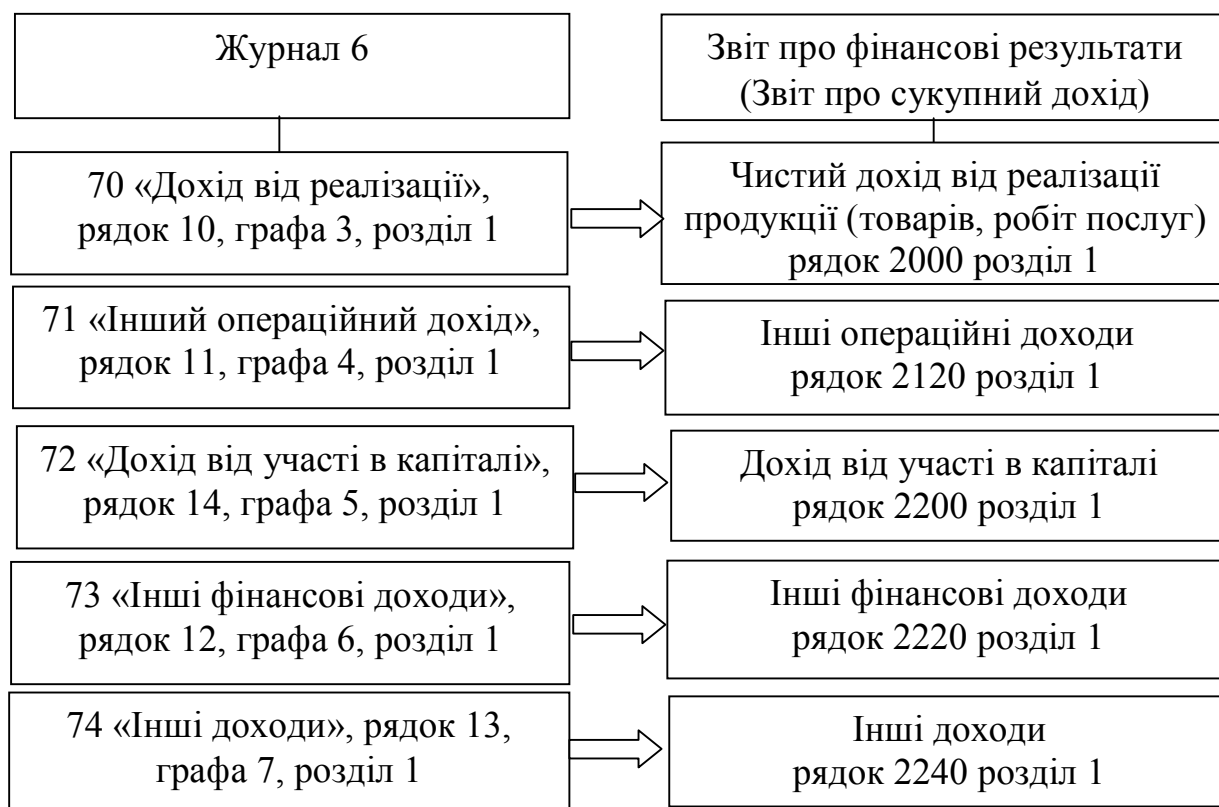 Журнал 6
Звіт про фінансові результати
(Звіт про сукупний дохід)
70 «Дохід від реалізації»,
рядок 10, графа 3, розділ 1
Чистий дохід від реалізації
продукції (товарів, робіт послуг)
рядок 2000 розділ 1
71 «Інший операційний дохід»,
рядок 11, графа 4, розділ 1
Інші операційні доходи
рядок 2120 розділ 1
72 «Дохід від участі в капіталі»,
рядок 14, графа 5, розділ 1
Дохід від участі в капіталі
рядок 2200 розділ 1
73 «Інші фінансові доходи»,
рядок 12, графа 6, розділ 1
Інші фінансові доходи
рядок 2220 розділ 1
74 «Інші доходи», рядок 13,
графа 7, розділ 1
Інші доходи
рядок 2240 розділ 1